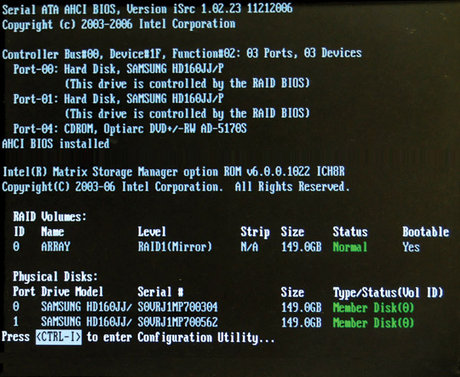 Serial ATA AHCI BIOS, Version iSrc 1.02.23 11212006
Copyright (c) 2003-2006 Intel Corporation
Controller Bus#00, Device#1F, Function#02: 03 Ports, 03 Devices
Port-00: Hard Disk, SAMSUNG HD160JJ/P
(This drive is controlled by the RAID BIOS)
Port-01: Hard Disk, SAMSUNG HD160JJ/P
(This drive is controlled by the RAID BIOS)
Port-04: CDROM, Optiarc DVD+/-RW AD-5170S
AHCI BIOS installed
Intel(R) Matrix Storage Manager option ROM v6.0.0.1022 ICH8R
Copyright(C) 2003-06 Intel Corporation. All Rights Reserved.
RAID Volumes:
ID Name Level Strip Size Status Bootable
0 ARRAY RAID1(Mirror) N/A 149.0GB Normal Yes
Physical Disks:
Port Drive Model Serial # Size Type/Status(Vol ID)
0 SAMSUNG HD160JJ/ S0VRJ1MP700304 149.0GB Member Disk(0)
1 SAMSUNG HD160JJ/ S0VRJ1MP700562 149.0GB Member Disk(0)
Press <CTRL-I> to enter Configuration Utility...